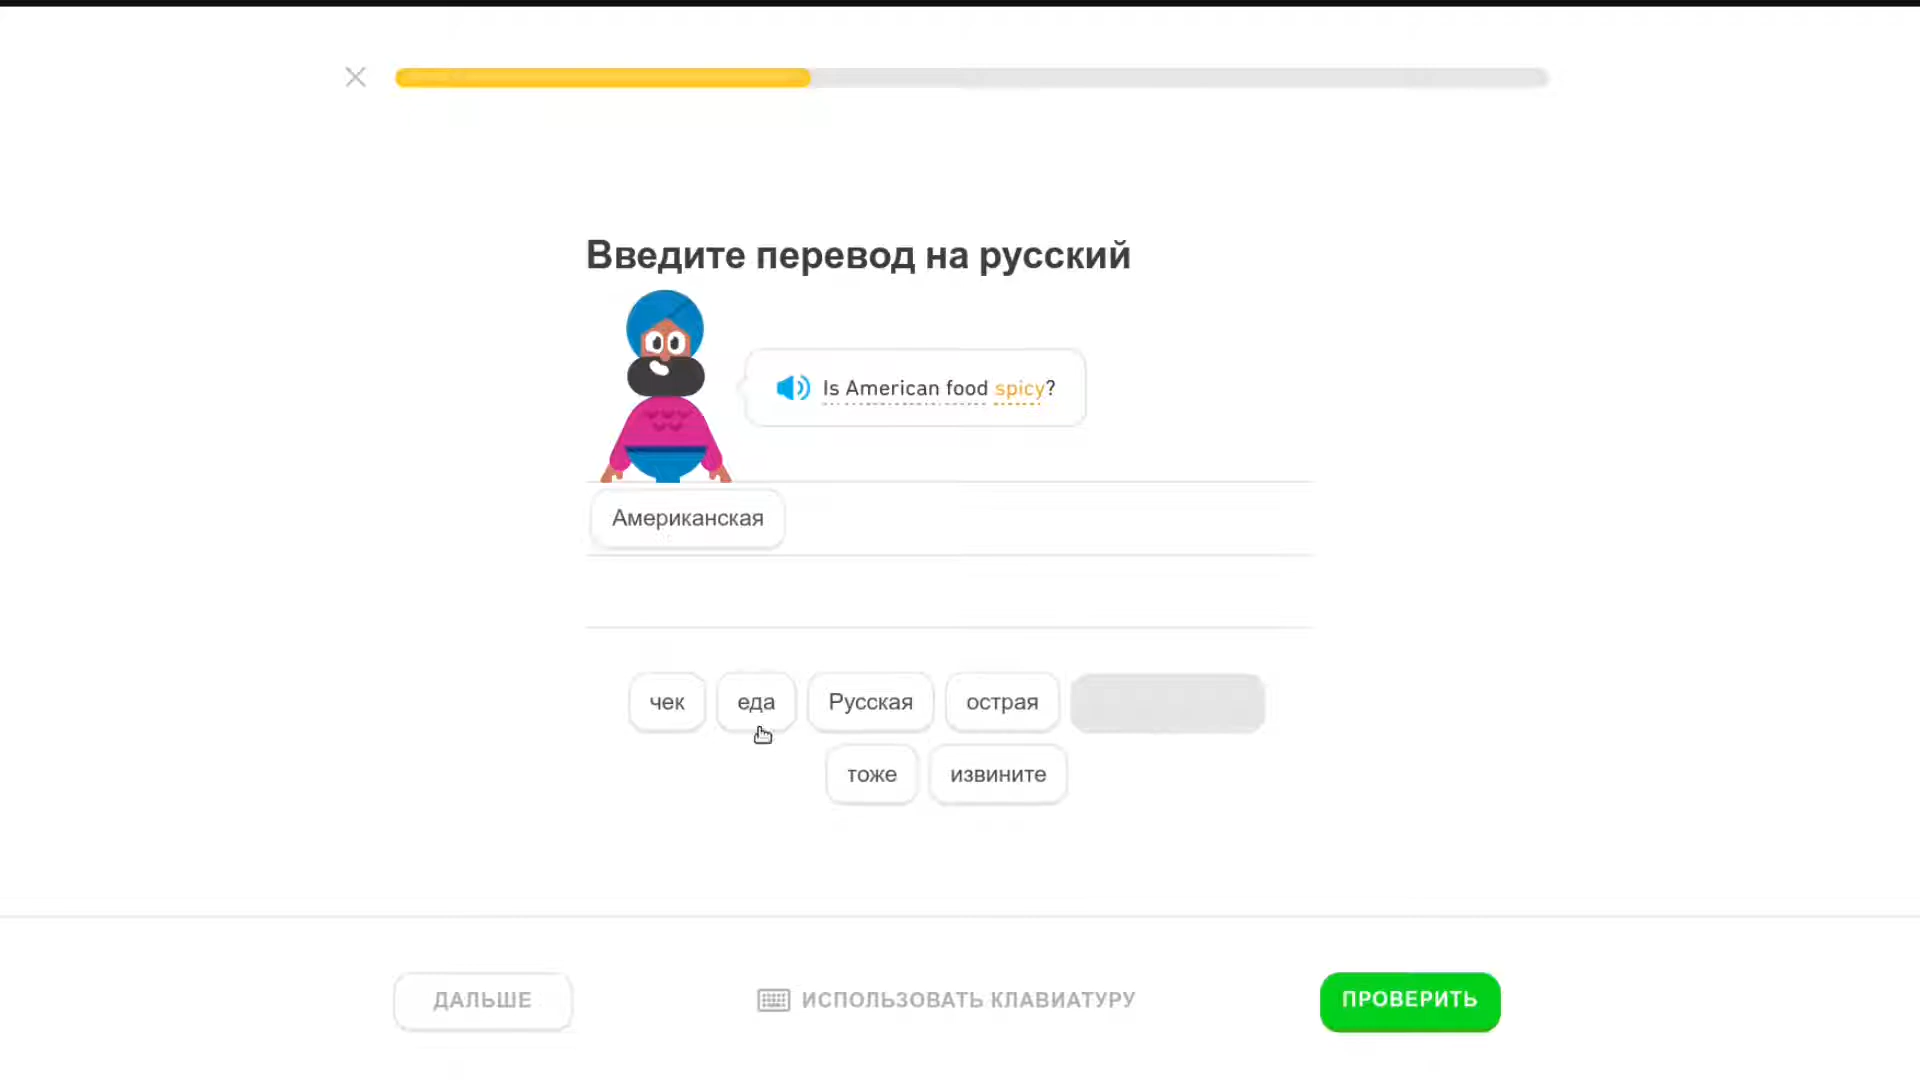 Введите перевод на русский
Is American food spicy?
Американская
чек еда Русская острая
тоже извините
ДАЛЬШЕ ИСПОЛЬЗОВАТЬ КЛАВИАТУРУ ПРОВЕРИТЬ